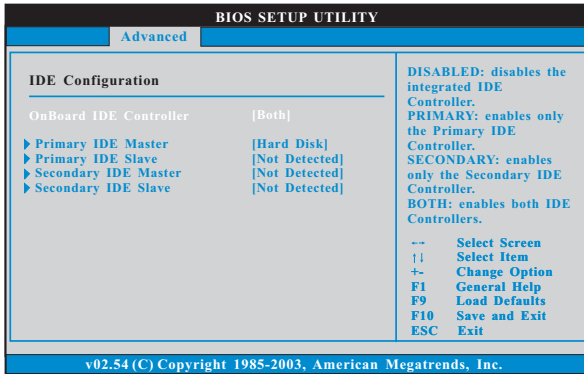 BIOS SETUP UTILITY
Advanced
IDE Configuration
OnBoard IDE Controller [Both]
Primary IDE Master [Hard Disk]
Primary IDE Slave [Not Detected]
Secondary IDE Master [Not Detected]
Secondary IDE Slave [Not Detected]
DISABLED: disables the
integrated IDE
Controller.
PRIMARY: enables only
the Primary IDE
Controller.
SECONDARY: enables
only the Secondary IDE
Controller.
BOTH: enables both IDE
Controllers.
←→ Select Screen
↑↓ Select Item
+- Change Option
F1 General Help
F9 Load Defaults
F10 Save and Exit
ESC Exit
v02.54 (C) Copyright 1985-2003, American Megatrends, Inc.